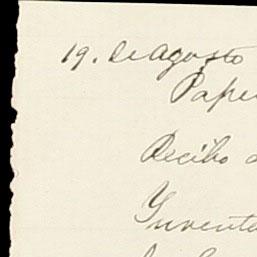 19. de agosto
Pape
Recibo d
Inventa